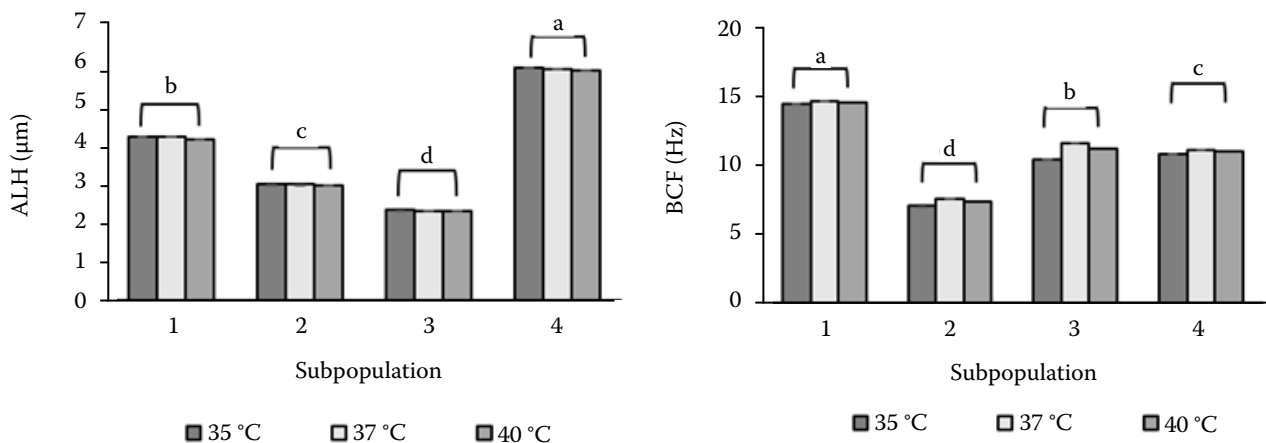 7
6
5
4
3
2
1
0
ALH (µm)
b
c
d
a
1 2 3 4
Subpopulation
35 °C 37 °C 40 °C
20
15
10
5
0
BCF (Hz)
a
d
b
c
1 2 3 4
Subpopulation
35 °C 37 °C 40 °C